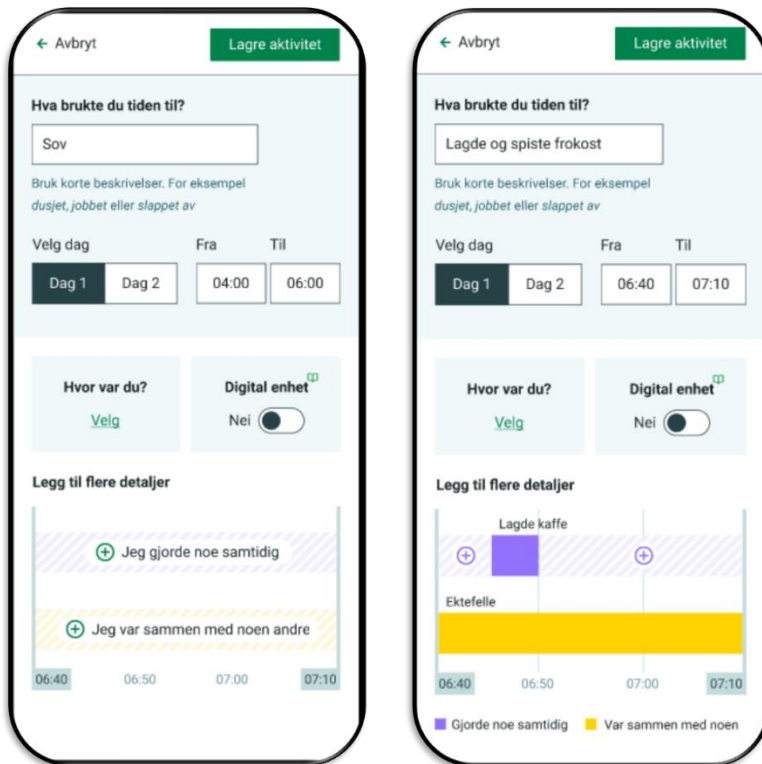 ← Avbryt
Lagre aktivitet
Hva brukte du tiden til?
Sov
Bruk korte beskrivelser. For eksempel
dusjet, jobbet eller slappet av
Velg dag Fra Til
Dag 1 Dag 2 04:00 06:00
Hvor var du?
Velg
Digital enhet
Nei
Legg til flere detaljer
Jeg gjorde noe samtidig
Jeg var sammen med noen andre
06:40 06:50 07:00 07:10
← Avbryt
Lagre aktivitet
Hva brukte du tiden til?
Lagde og spiste frokost
Bruk korte beskrivelser. For eksempel
dusjet, jobbet eller slappet av
Velg dag Fra Til
Dag 1 Dag 2 06:40 07:10
Hvor var du?
Velg
Digital enhet
Nei
Legg til flere detaljer
Lagde kaffe
Ektefelle
06:40 06:50 07:00 07:10
Gjorde noe samtidig Var sammen med noen